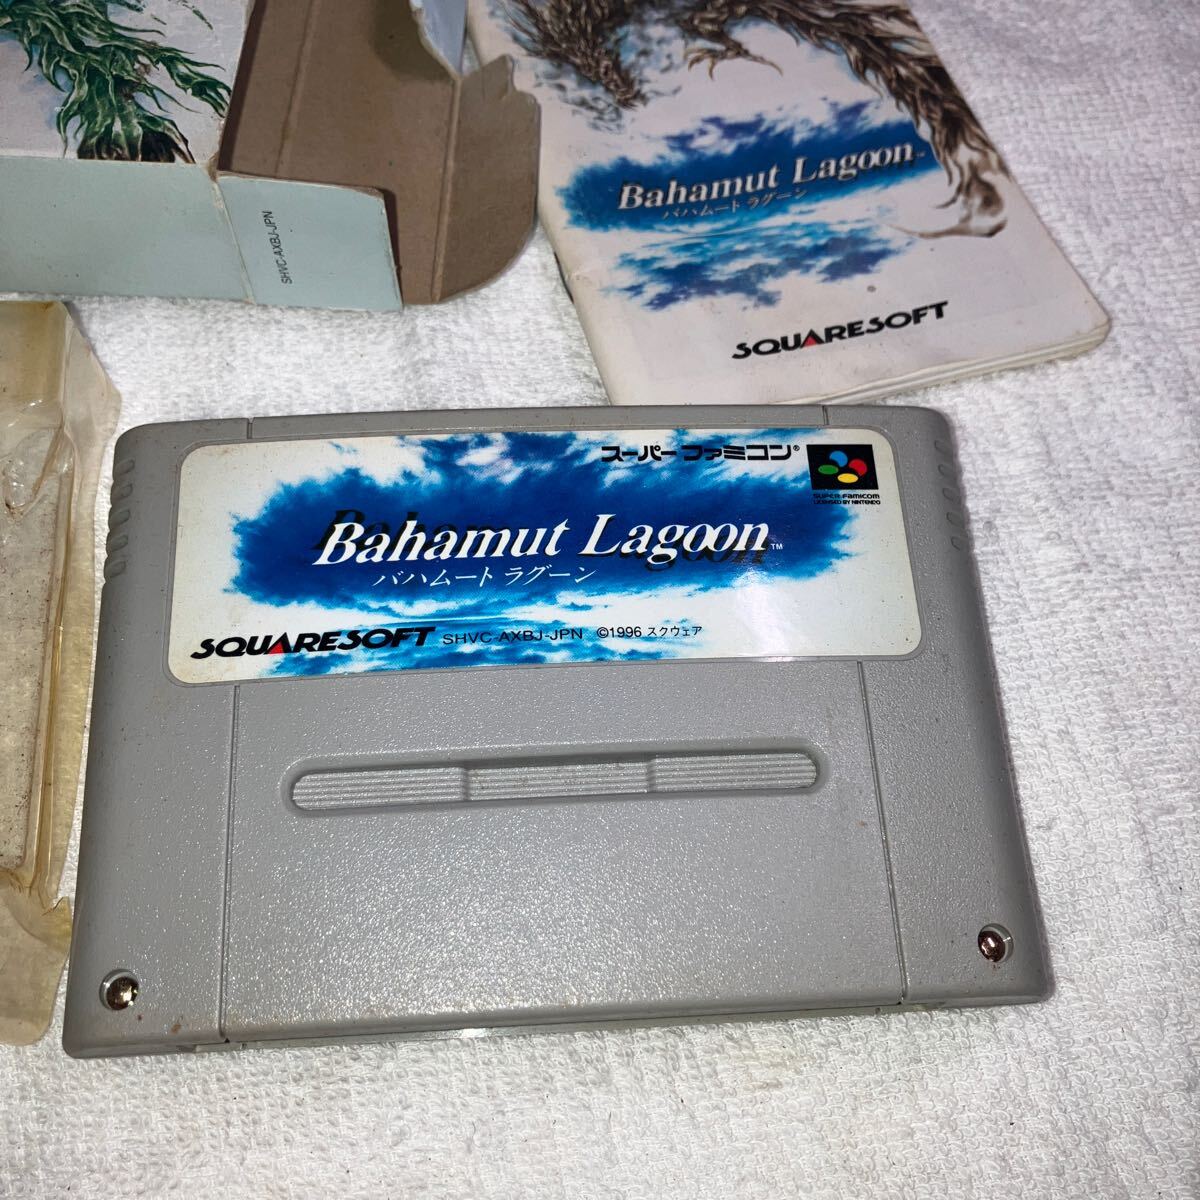 SHVC-AXBJ-JPN
Bahamut Lagoon™
バハムート ラグーン
SQUARESOFT
スーパーファミコン®
SUPER FAMICOM
LICENSED BY NINTENDO
Bahamut Lagoon™
バハムート ラグーン
SQUARESOFT SHVC-AXBJ-JPN ©1996 スクウェア